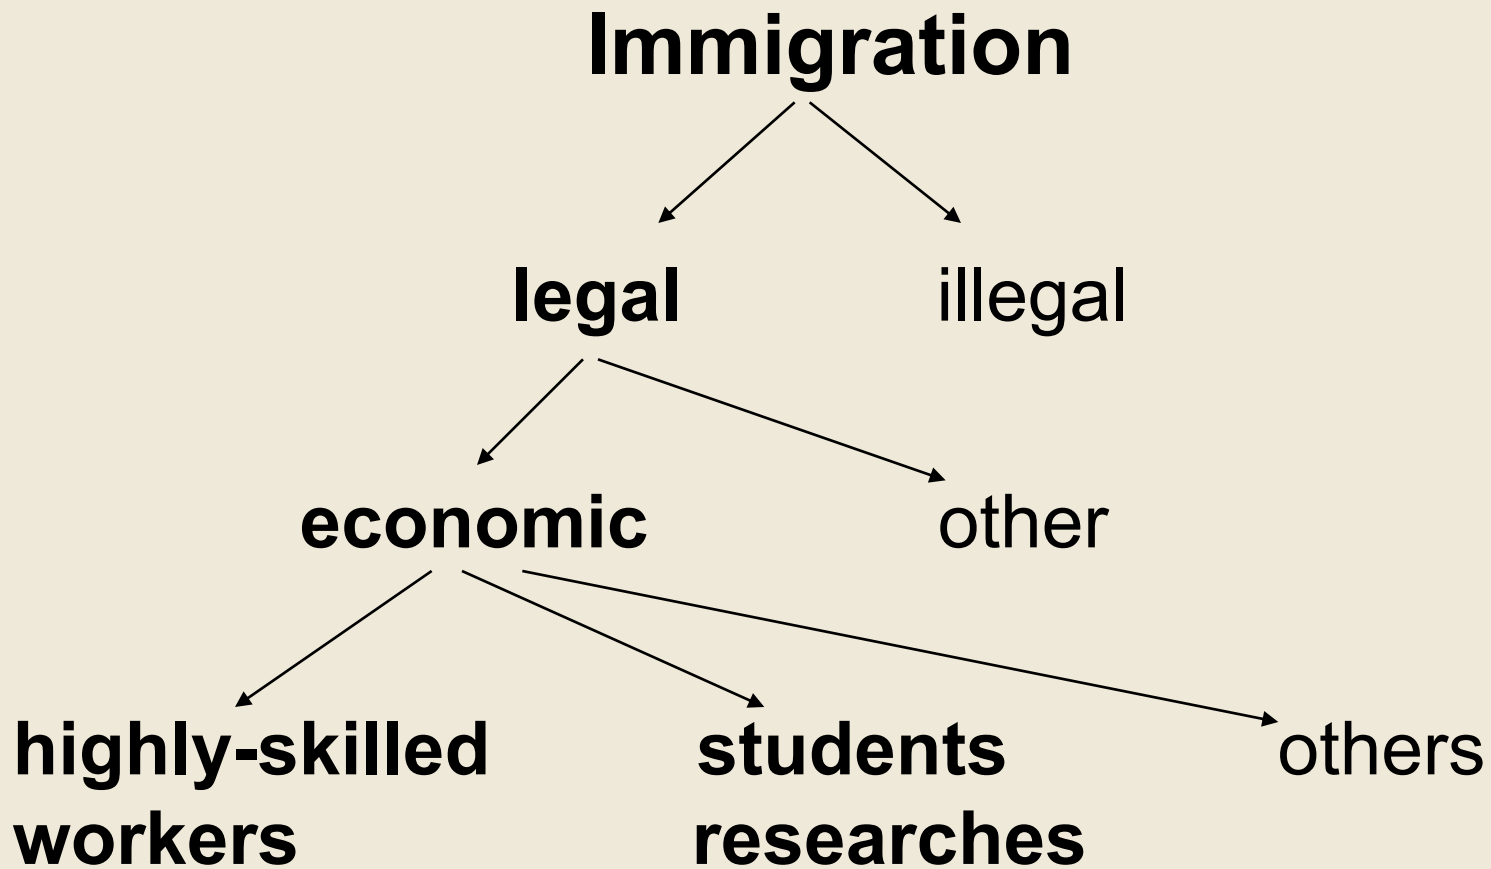 Immigration
legal illegal
economic other
highly-skilled students others
workers researches